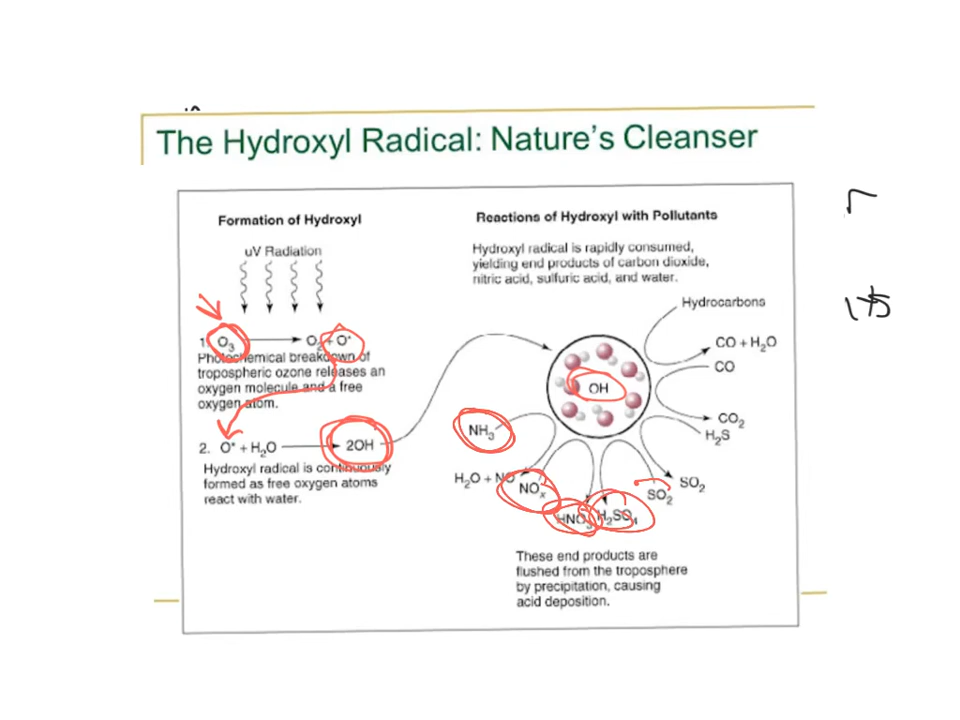 The Hydroxyl Radical: Nature's Cleanser
Formation of Hydroxyl
uV Radiation
1. O₃ → O₂ + O•
Photochemical breakdown of
tropospheric ozone releases an
oxygen molecule and a free
oxygen atom.
2. O• + H₂O → 2OH
Hydroxyl radical is continuously
formed as free oxygen atoms
react with water.
Reactions of Hydroxyl with Pollutants
Hydroxyl radical is rapidly consumed,
yielding end products of carbon dioxide,
nitric acid, sulfuric acid, and water.
Hydrocarbons
CO + H₂O
CO
OH
CO₂
H₂S
SO₂
SO₂
H₂SO₄
HNO₃
NOₓ
H₂O + NO
NH₃
These end products are
flushed from the troposphere
by precipitation, causing
acid deposition.